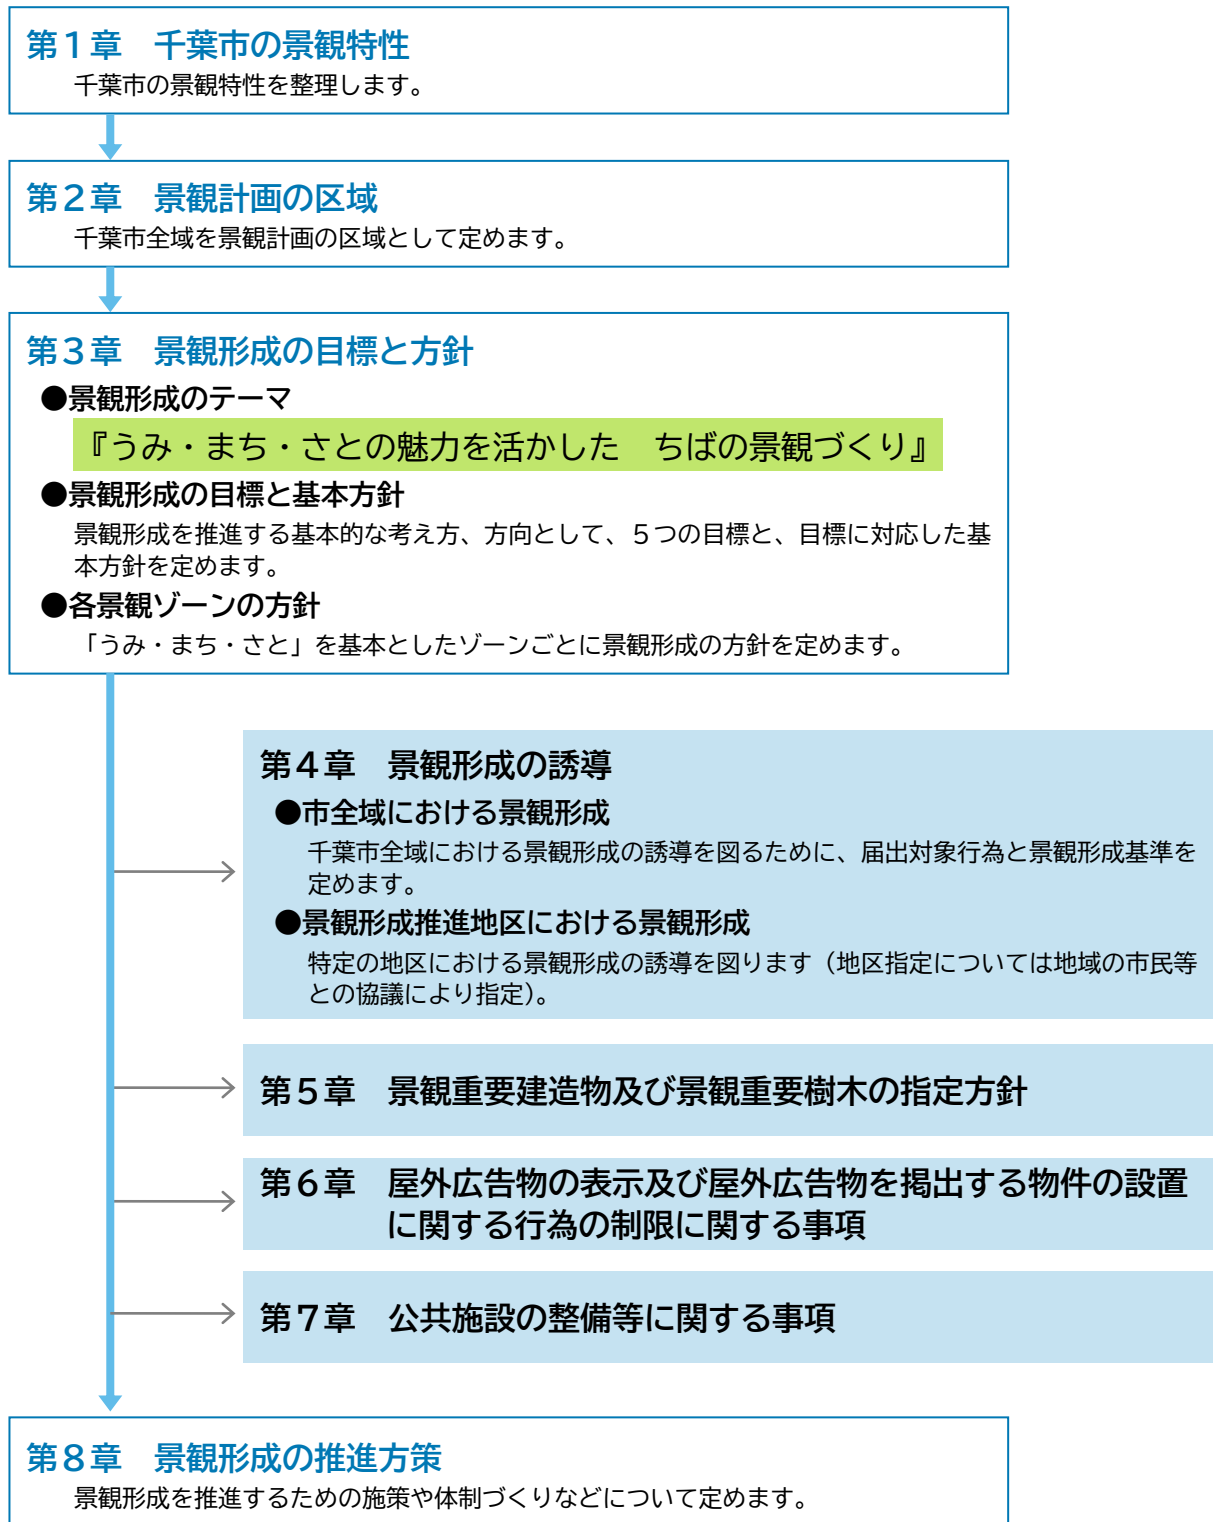 第1章　千葉市の景観特性
千葉市の景観特性を整理します。
第2章　景観計画の区域
千葉市全域を景観計画の区域として定めます。
第3章　景観形成の目標と方針
●景観形成のテーマ
『うみ・まち・さとの魅力を活かした　ちばの景観づくり』
●景観形成の目標と基本方針
景観形成を推進する基本的な考え方、方向として、５つの目標と、目標に対応した基
本方針を定めます。
●各景観ゾーンの方針
「うみ・まち・さと」を基本としたゾーンごとに景観形成の方針を定めます。
第4章　景観形成の誘導
●市全域における景観形成
千葉市全域における景観形成の誘導を図るために、届出対象行為と景観形成基準を
定めます。
●景観形成推進地区における景観形成
特定の地区における景観形成の誘導を図ります（地区指定については地域の市民等
との協議により指定）。
第5章　景観重要建造物及び景観重要樹木の指定方針
第6章　屋外広告物の表示及び屋外広告物を掲出する物件の設置
に関する行為の制限に関する事項
第7章　公共施設の整備等に関する事項
第8章　景観形成の推進方策
景観形成を推進するための施策や体制づくりなどについて定めます。